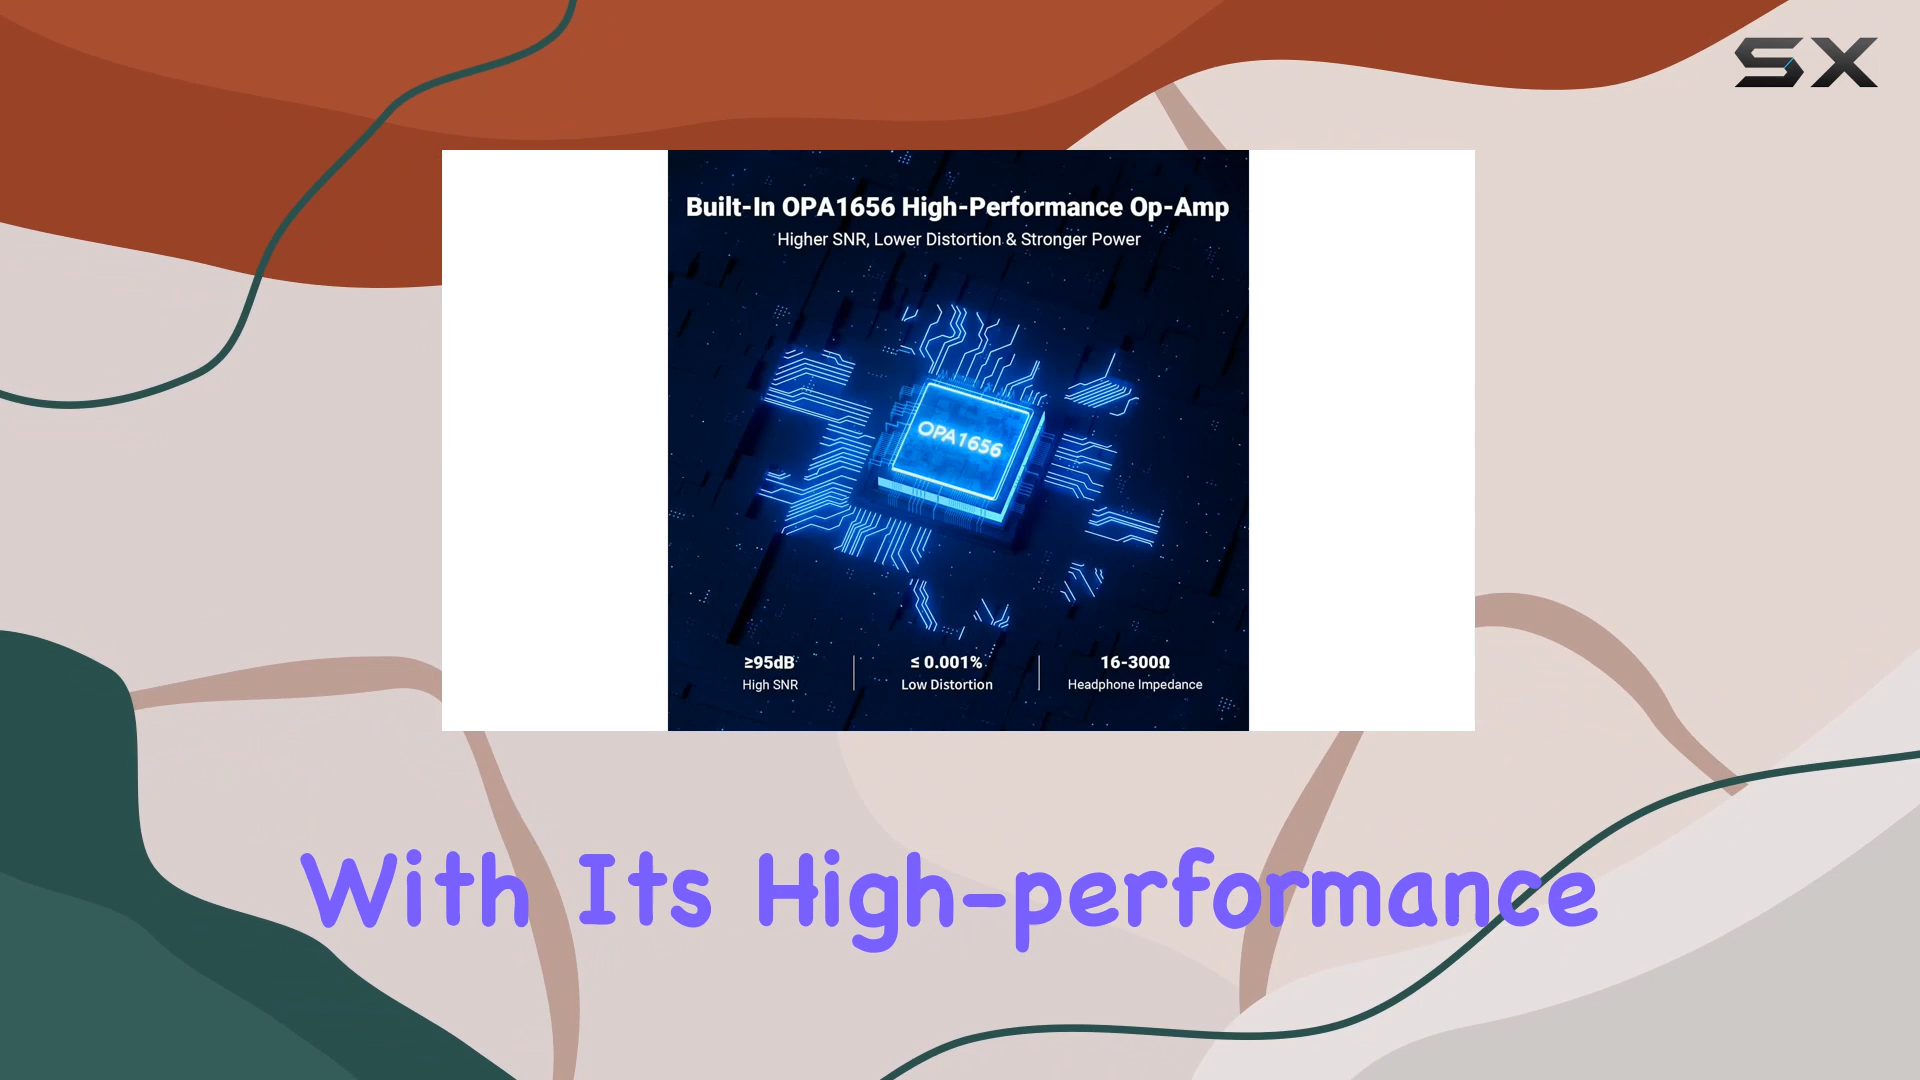 SX
Built-In OPA1656 High-Performance Op-Amp
Higher SNR, Lower Distortion & Stronger Power
OPA1656
≥95dB
High SNR
≤ 0.001%
Low Distortion
16-300Ω
Headphone Impedance
With Its High-performance